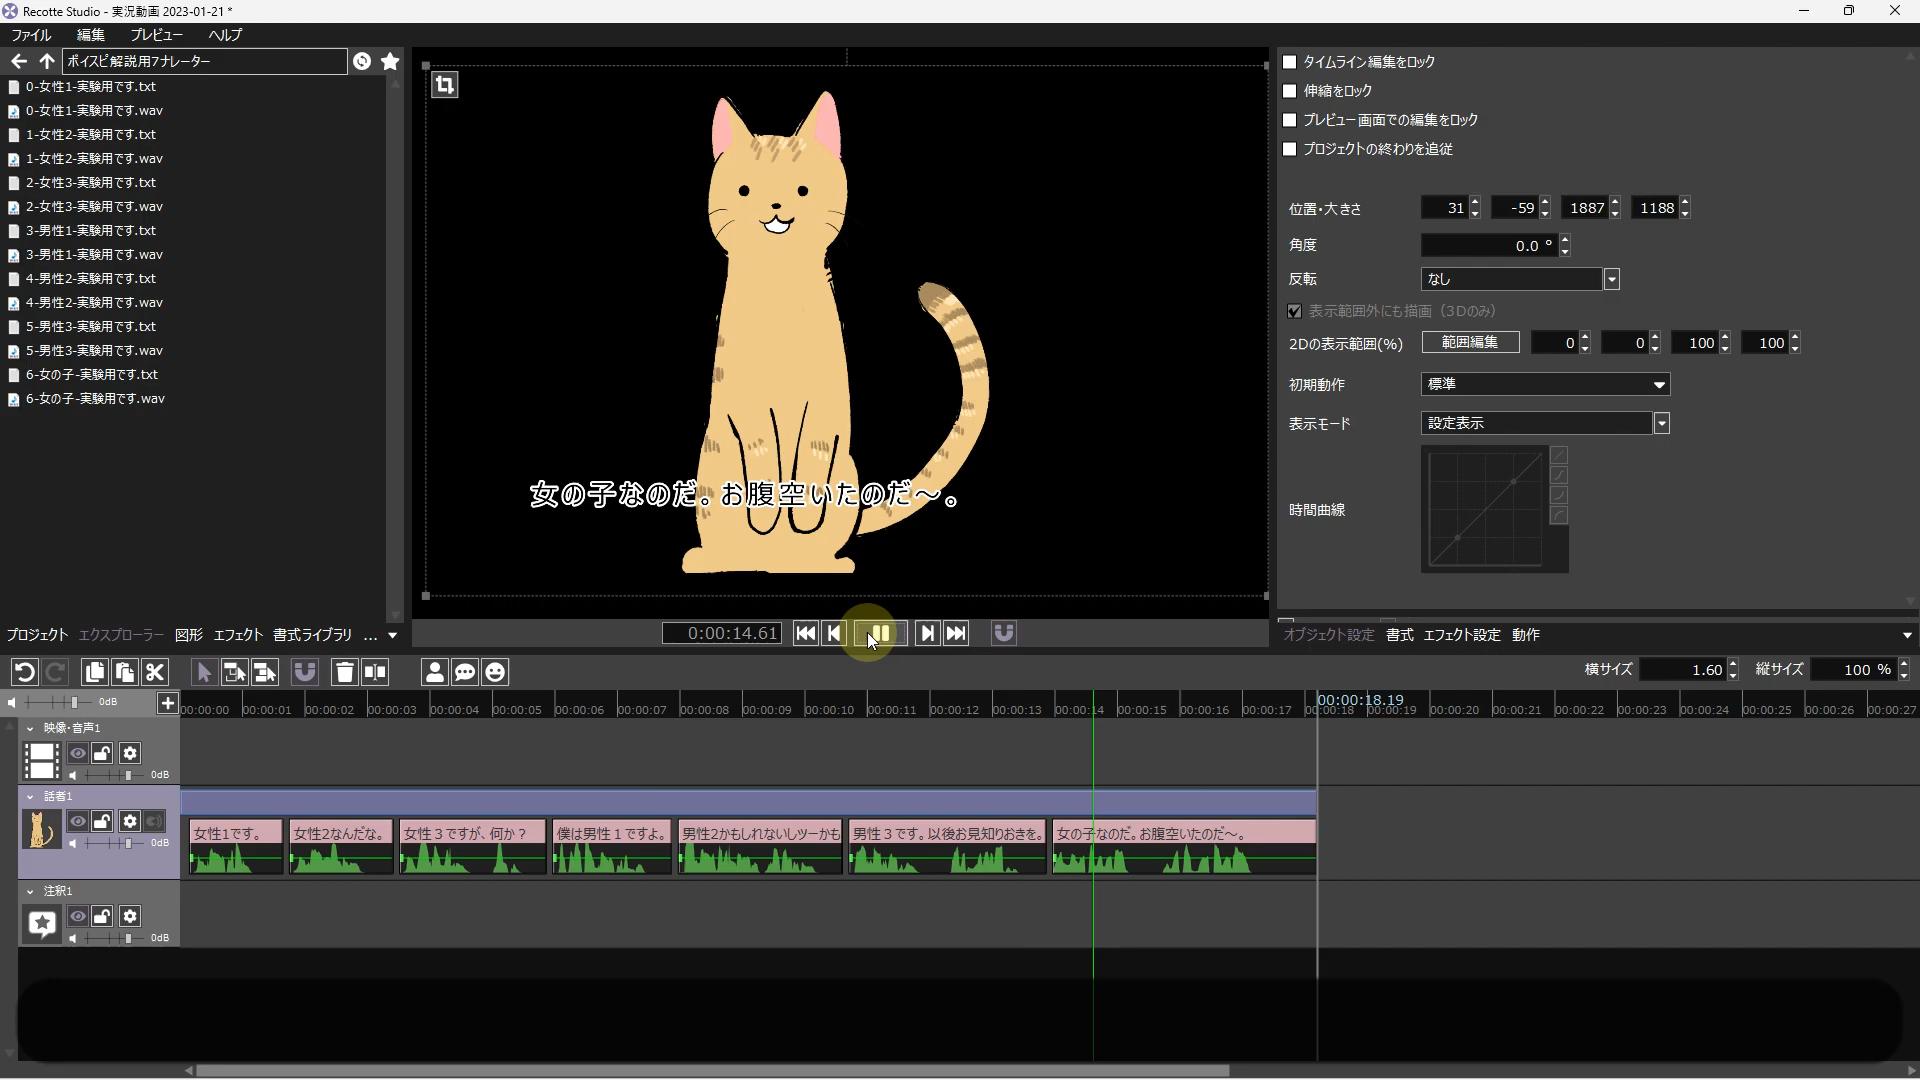 Recotte Studio - 実況動画 2023-01-21 *
ファイル 編集 プレビュー ヘルプ
ボイスピ解説用7ナレーター
0-女性1-実験用です.txt
0-女性1-実験用です.wav
1-女性2-実験用です.txt
1-女性2-実験用です.wav
2-女性3-実験用です.txt
2-女性3-実験用です.wav
3-男性1-実験用です.txt
3-男性1-実験用です.wav
4-男性2-実験用です.txt
4-男性2-実験用です.wav
5-男性3-実験用です.txt
5-男性3-実験用です.wav
6-女の子-実験用です.txt
6-女の子-実験用です.wav
プロジェクト エクスプローラー 図形 エフェクト 書式ライブラリ ...
女の子なのだ。お腹空いたのだ～。
0:00:14.61
タイムライン編集をロック
伸縮をロック
プレビュー画面での編集をロック
プロジェクトの終わりを追従
位置・大きさ 31 -59 1887 1188
角度 0.0 °
反転 なし
表示範囲外にも描画（3Dのみ）
2Dの表示範囲(%) 範囲編集 0 0 100 100
初期動作 標準
表示モード 設定表示
時間曲線
オブジェクト設定 書式 エフェクト設定 動作
横サイズ 1.60 縦サイズ 100 %
0dB
00:00:18.19
00:00:00 00:00:01 00:00:02 00:00:03 00:00:04 00:00:05 00:00:06 00:00:07 00:00:08 00:00:09 00:00:10 00:00:11 00:00:12 00:00:13 00:00:14 00:00:15 00:00:16 00:00:17 00:00:18 00:00:19 00:00:20 00:00:21 00:00:22 00:00:23 00:00:24 00:00:25 00:00:26 00:00:27
映像・音声1
0dB
話者1
0dB
女性1です。 女性2なんだな。 女性３ですが、何か？ 僕は男性１ですよ。 男性2かもしれないしツーかも 男性３です。以後お見知りおきを。 女の子なのだ。お腹空いたのだ～。
注釈1
0dB